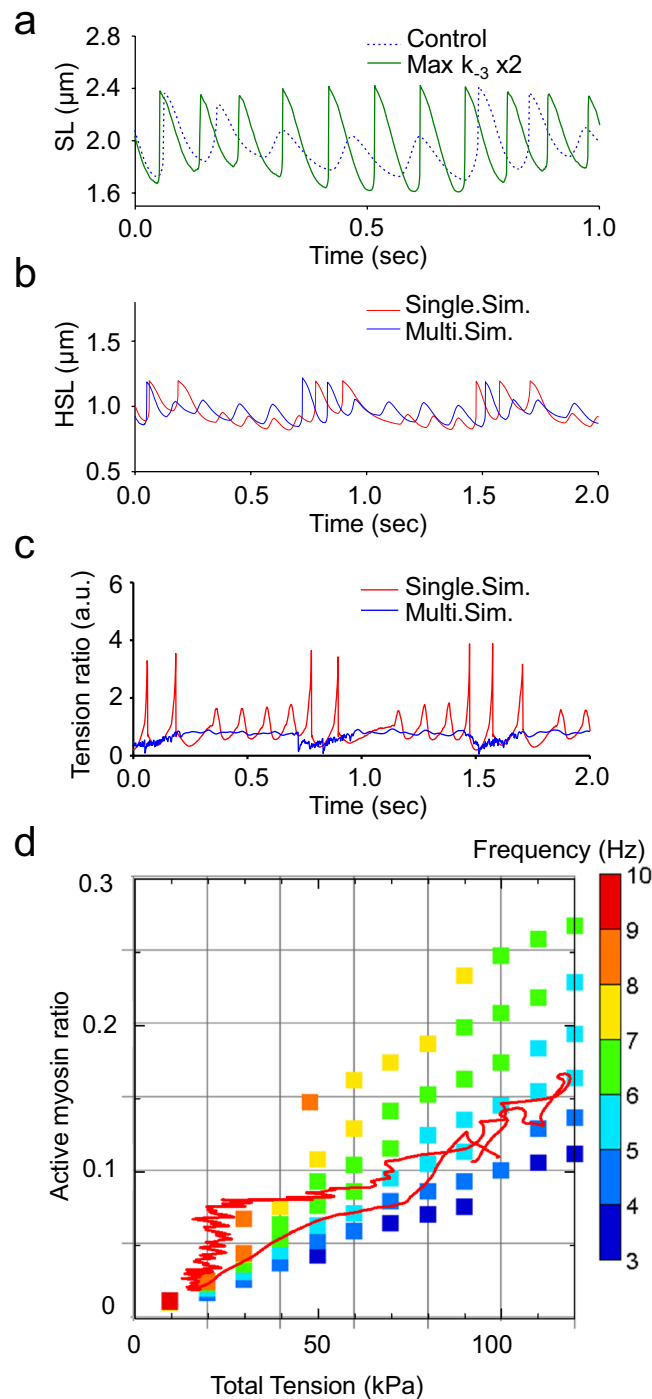 a
2.8
2.4
2.0
1.6
SL (μm)
Control
Max k-3 x2
0.0
0.5
1.0
Time (sec)
b
1.5
1.0
0.5
HSL (μm)
Single.Sim.
Multi.Sim.
0.0
0.5
1.0
1.5
2.0
Time (sec)
c
6
4
2
0
Tension ratio (a.u.)
Single.Sim.
Multi.Sim.
0.0
0.5
1.0
1.5
2.0
Time (sec)
d
Frequency (Hz)
0.3
0.2
0.1
0
Active myosin ratio
10
9
8
7
6
5
4
3
0
50
100
Total Tension (kPa)